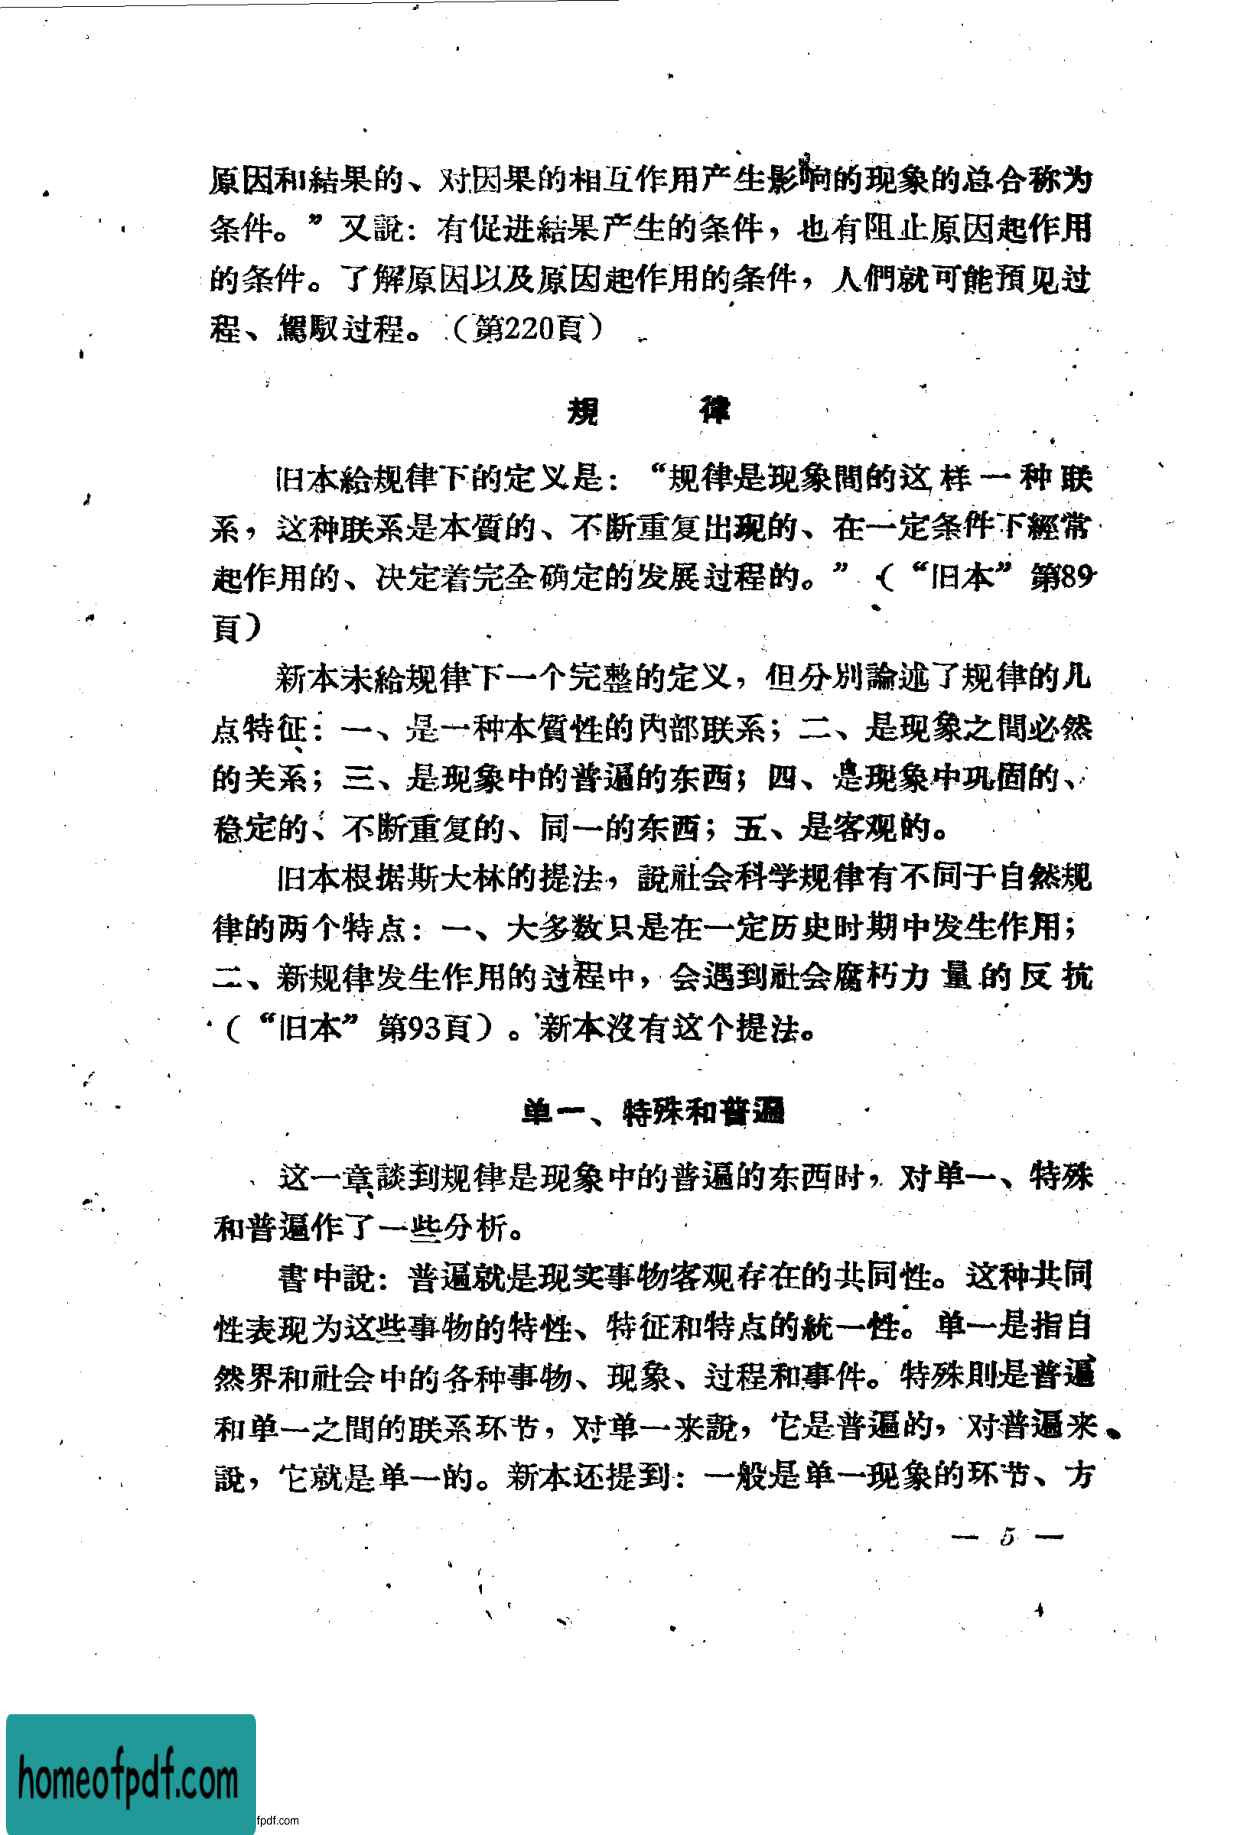 原因和結果的、对因果的相互作用产生影响的现象的总合称为
条件。”又說：有促进結果产生的条件，也有阻止原因起作用
的条件。了解原因以及原因起作用的条件，人們就可能預见过
程、駕馭过程。（第220頁）
規　律
旧本給规律下的定义是：“规律是现象間的这样一种联
系，这种联系是本質的、不断重复出现的、在一定条件下經常
起作用的、决定着完全确定的发展过程的。”（“旧本”第89
頁）
新本未給规律下一个完整的定义，但分别論述了规律的几
点特征：一、是一种本質性的内部联系；二、是现象之間必然
的关系；三、是现象中的普遍的东西；四、是现象中巩固的、
稳定的、不断重复的、同一的东西；五、是客观的。
旧本根据斯大林的提法，說社会科学规律有不同于自然规
律的两个特点：一、大多数只是在一定历史时期中发生作用；
二、新规律发生作用的过程中，会遇到社会腐朽力量的反抗
（“旧本”第93頁）。新本沒有这个提法。
单一、特殊和普遍
这一章談到规律是现象中的普遍的东西时，对单一、特殊
和普遍作了一些分析。
書中說：普遍就是现实事物客观存在的共同性。这种共同
性表现为这些事物的特性、特征和特点的統一性。单一是指自
然界和社会中的各种事物、现象、过程和事件。特殊則是普遍
和单一之間的联系环节，对单一来說，它是普遍的，对普遍来
說，它就是单一的。新本还提到：一般是单一现象的环节、方
— 5 —
homeofpdf.com
fpdf.com